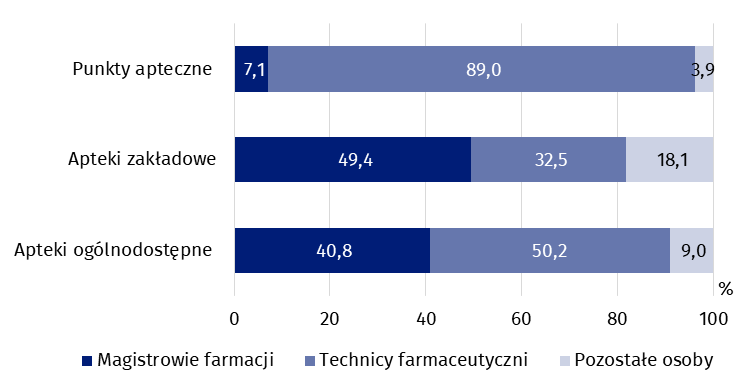 Punkty apteczne 7,1 89,0 3,9
Apteki zakładowe 49,4 32,5 18,1
Apteki ogólnodostępne 40,8 50,2 9,0
%
0 20 40 60 80 100
Magistrowie farmacji Technicy farmaceutyczni Pozostałe osoby